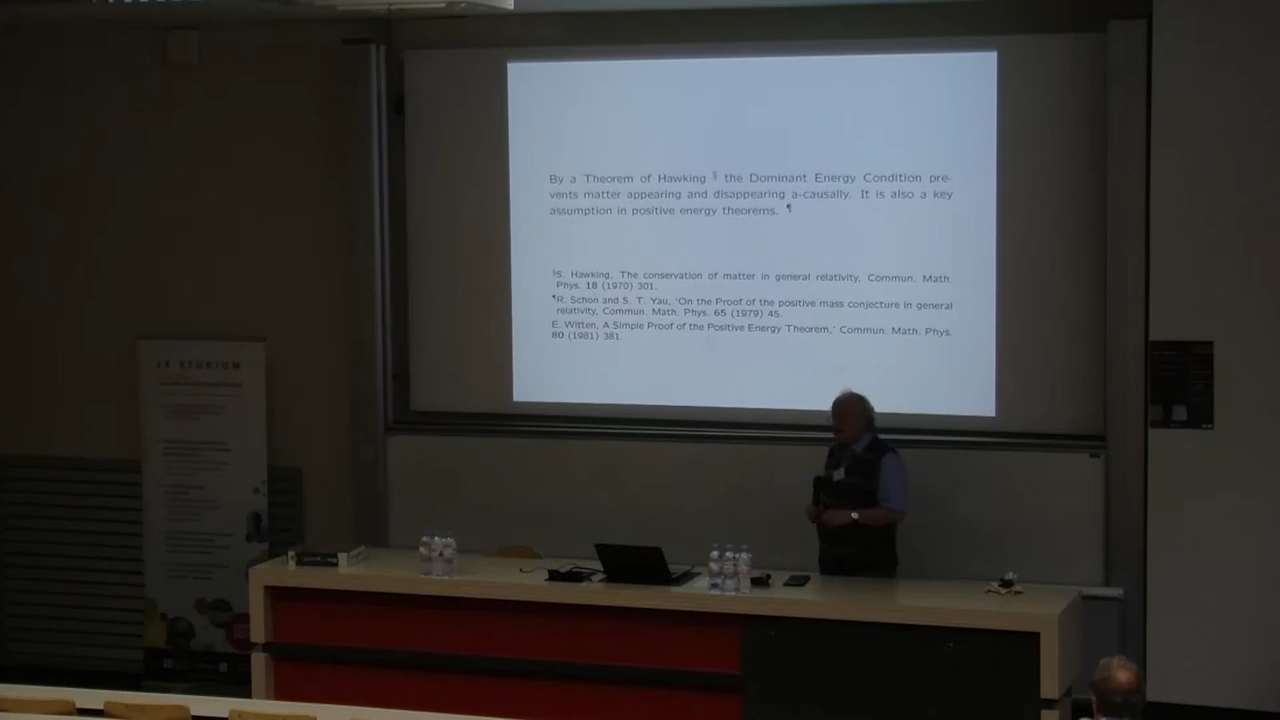 By a Theorem of Hawking § the Dominant Energy Condition pre-
vents matter appearing and disappearing a-causally. It is also a key
assumption in positive energy theorems. ¶
§S. Hawking, The conservation of matter in general relativity, Commun. Math.
Phys. 18 (1970) 301.
¶R. Schon and S. T. Yau, 'On the Proof of the positive mass conjecture in general
relativity, Commun. Math. Phys. 65 (1979) 45.
E. Witten, A Simple Proof of the Positive Energy Theorem,' Commun. Math. Phys.
80 (1981) 381.
LE STUDIUM